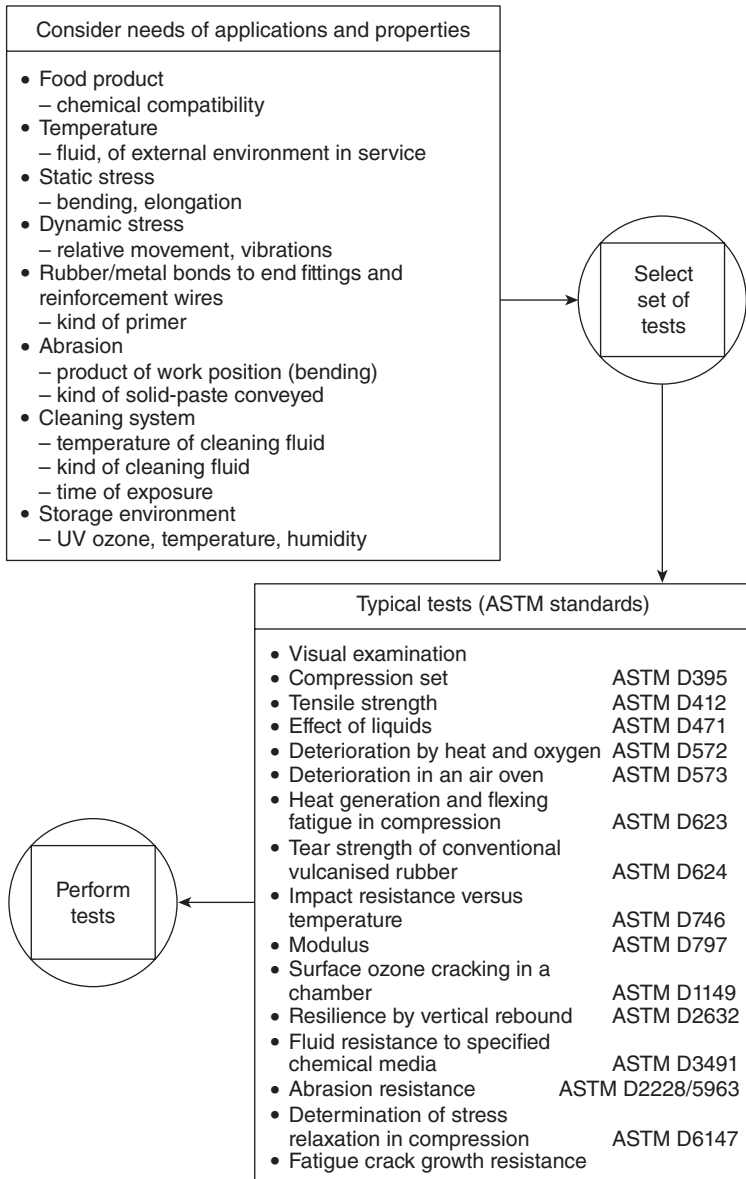 Consider needs of applications and properties
• Food product
– chemical compatibility
• Temperature
– fluid, of external environment in service
• Static stress
– bending, elongation
• Dynamic stress
– relative movement, vibrations
• Rubber/metal bonds to end fittings and
reinforcement wires
– kind of primer
• Abrasion
– product of work position (bending)
– kind of solid-paste conveyed
• Cleaning system
– temperature of cleaning fluid
– kind of cleaning fluid
– time of exposure
• Storage environment
– UV ozone, temperature, humidity
Select
set of
tests
Typical tests (ASTM standards)
• Visual examination
• Compression set ASTM D395
• Tensile strength ASTM D412
• Effect of liquids ASTM D471
• Deterioration by heat and oxygen ASTM D572
• Deterioration in an air oven ASTM D573
• Heat generation and flexing
fatigue in compression ASTM D623
• Tear strength of conventional
vulcanised rubber ASTM D624
• Impact resistance versus
temperature ASTM D746
• Modulus ASTM D797
• Surface ozone cracking in a
chamber ASTM D1149
• Resilience by vertical rebound ASTM D2632
• Fluid resistance to specified
chemical media ASTM D3491
• Abrasion resistance ASTM D2228/5963
• Determination of stress
relaxation in compression ASTM D6147
• Fatigue crack growth resistance
Perform
tests